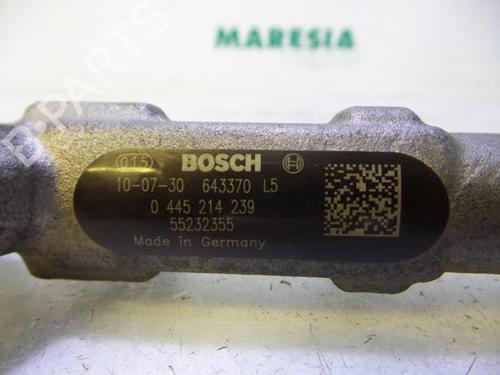 MARESIA
B-PARTS
015 BOSCH
10-07-30 643370 L5
0 445 214 239
55232355
Made in Germany